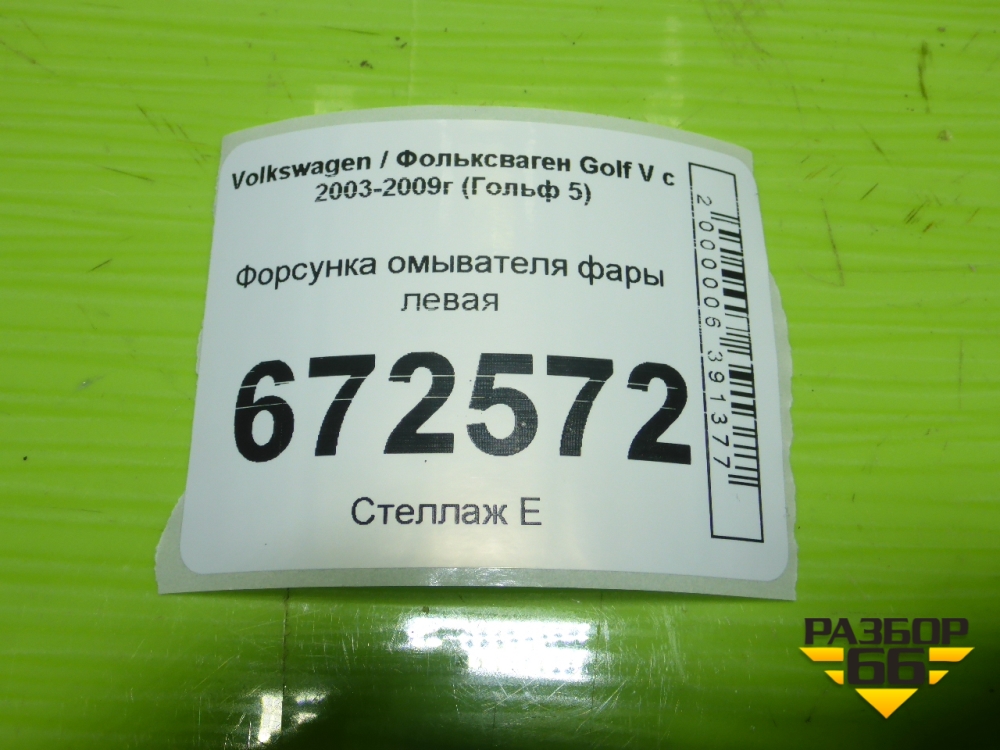 Volkswagen / Фольксваген Golf V с
2003-2009г (Гольф 5)
Форсунка омывателя фары
левая
672572
Стеллаж Е
2000006391377
РАЗБОР
66